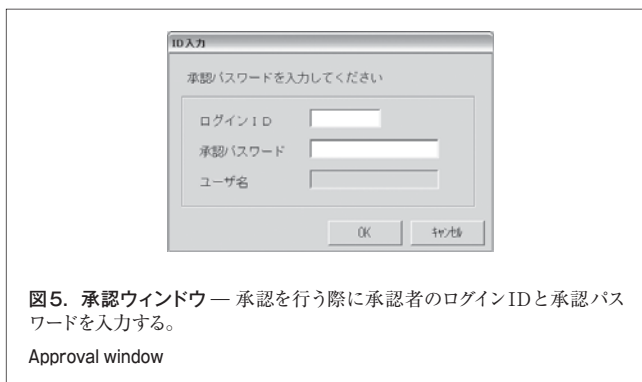 ID入力
承認パスワードを入力してください
ログインID
承認パスワード
ユーザ名
OK
キャンセル
図5. 承認ウィンドウ — 承認を行う際に承認者のログインIDと承認パス
ワードを入力する。
Approval window